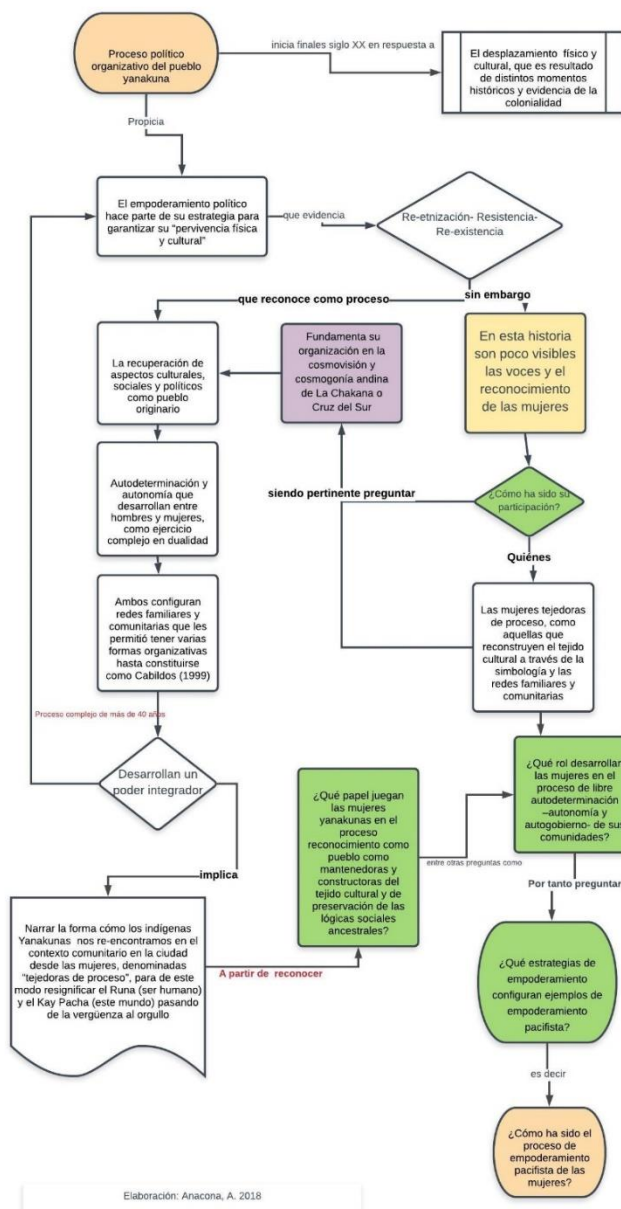 Proceso político
organizativo del pueblo
yanakuna
inicia finales siglo XX en respuesta a
El desplazamiento físico y
cultural, que es resultado
de distintos momentos
históricos y evidencia de la
colonialidad
Propicia
El empoderamiento político
hace parte de su estrategia para
garantizar su "pervivencia física
y cultural"
que evidencia
Re-etnización- Resistencia-
Re-existencia
que reconoce como proceso
sin embargo
La recuperación de
aspectos culturales,
sociales y políticos
como pueblo
originario
Fundamenta su
organización en la
cosmovisión y
cosmogonía andina
de La Chakana o
Cruz del Sur
En esta historia
son poco visibles
las voces y el
reconocimiento
de las mujeres
siendo pertinente preguntar
¿Cómo ha sido su
participación?
Autodeterminación y
autonomía que
desarrollan entre
hombres y mujeres,
como ejercicio
complejo en dualidad
Quiénes
Las mujeres tejedoras
de proceso, como
aquellas que
reconstruyen el tejido
cultural a través de la
simbología y las
redes familiares y
comunitarias
Ambos configuran
redes familiares y
comunitarias que les
permitió tener varias
formas organizativas
hasta constituirse
como Cabildos (1999)
Proceso complejo de más de 40 años
Desarrollan un
poder integrador
implica
Narrar la forma cómo los indígenas
Yanakunas nos re-encontramos en el
contexto comunitario en la ciudad
desde las mujeres, denominadas
"tejedoras de proceso", para de este
modo resignificar el Runa (ser humano)
y el Kay Pacha (este mundo) pasando
de la vergüenza al orgullo
A partir de reconocer
¿Qué papel juegan
las mujeres
yanakunas en el
proceso
reconocimiento como
pueblo como
mantenedoras y
constructoras del
tejido cultural y de
preservación de las
lógicas sociales
ancestrales?
entre otras preguntas como
¿Qué rol desarrollan
las mujeres en el
proceso de libre
autodeterminación
–autonomía y
autogobierno- de sus
comunidades?
Por tanto preguntar
¿Qué estrategias de
empoderamiento
configuran ejemplos de
empoderamiento
pacifista?
es decir
¿Cómo ha sido el
proceso de
empoderamiento
pacifista de las
mujeres?
Elaboración: Anacona, A. 2018